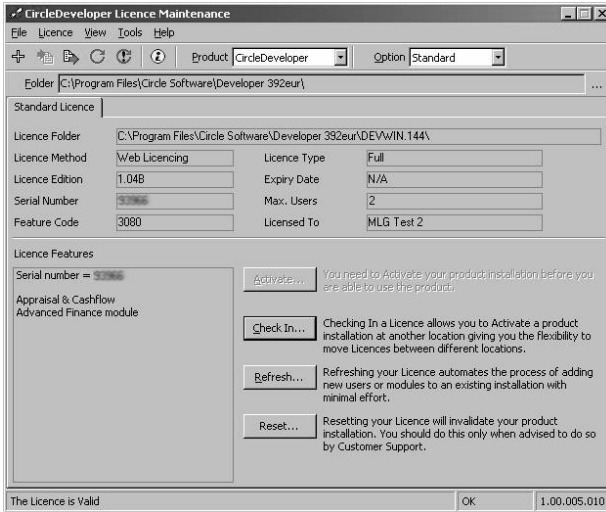 CircleDeveloper Licence Maintenance
File Licence View Tools Help
Product CircleDeveloper Option Standard
Folder C:\Program Files\Circle Software\Developer 392eur\ ...
Standard Licence
Licence Folder C:\Program Files\Circle Software\Developer 392eur\DEVWIN.144\
Licence Method Web Licencing Licence Type Full
Licence Edition 1.04B Expiry Date N/A
Serial Number Max. Users 2
Feature Code 3080 Licensed To MLG Test 2
Licence Features
Serial number =
Appraisal & Cashflow
Advanced Finance module
Activate... You need to Activate your product installation before you
are able to use the product.
Check In... Checking In a Licence allows you to Activate a product
installation at another location giving you the flexibility to
move Licences between different locations.
Refresh... Refreshing your Licence automates the process of adding
new users or modules to an existing installation with
minimal effort.
Reset... Resetting your Licence will invalidate your product
installation. You should do this only when advised to do so
by Customer Support.
The Licence is Valid OK 1.00.005.010